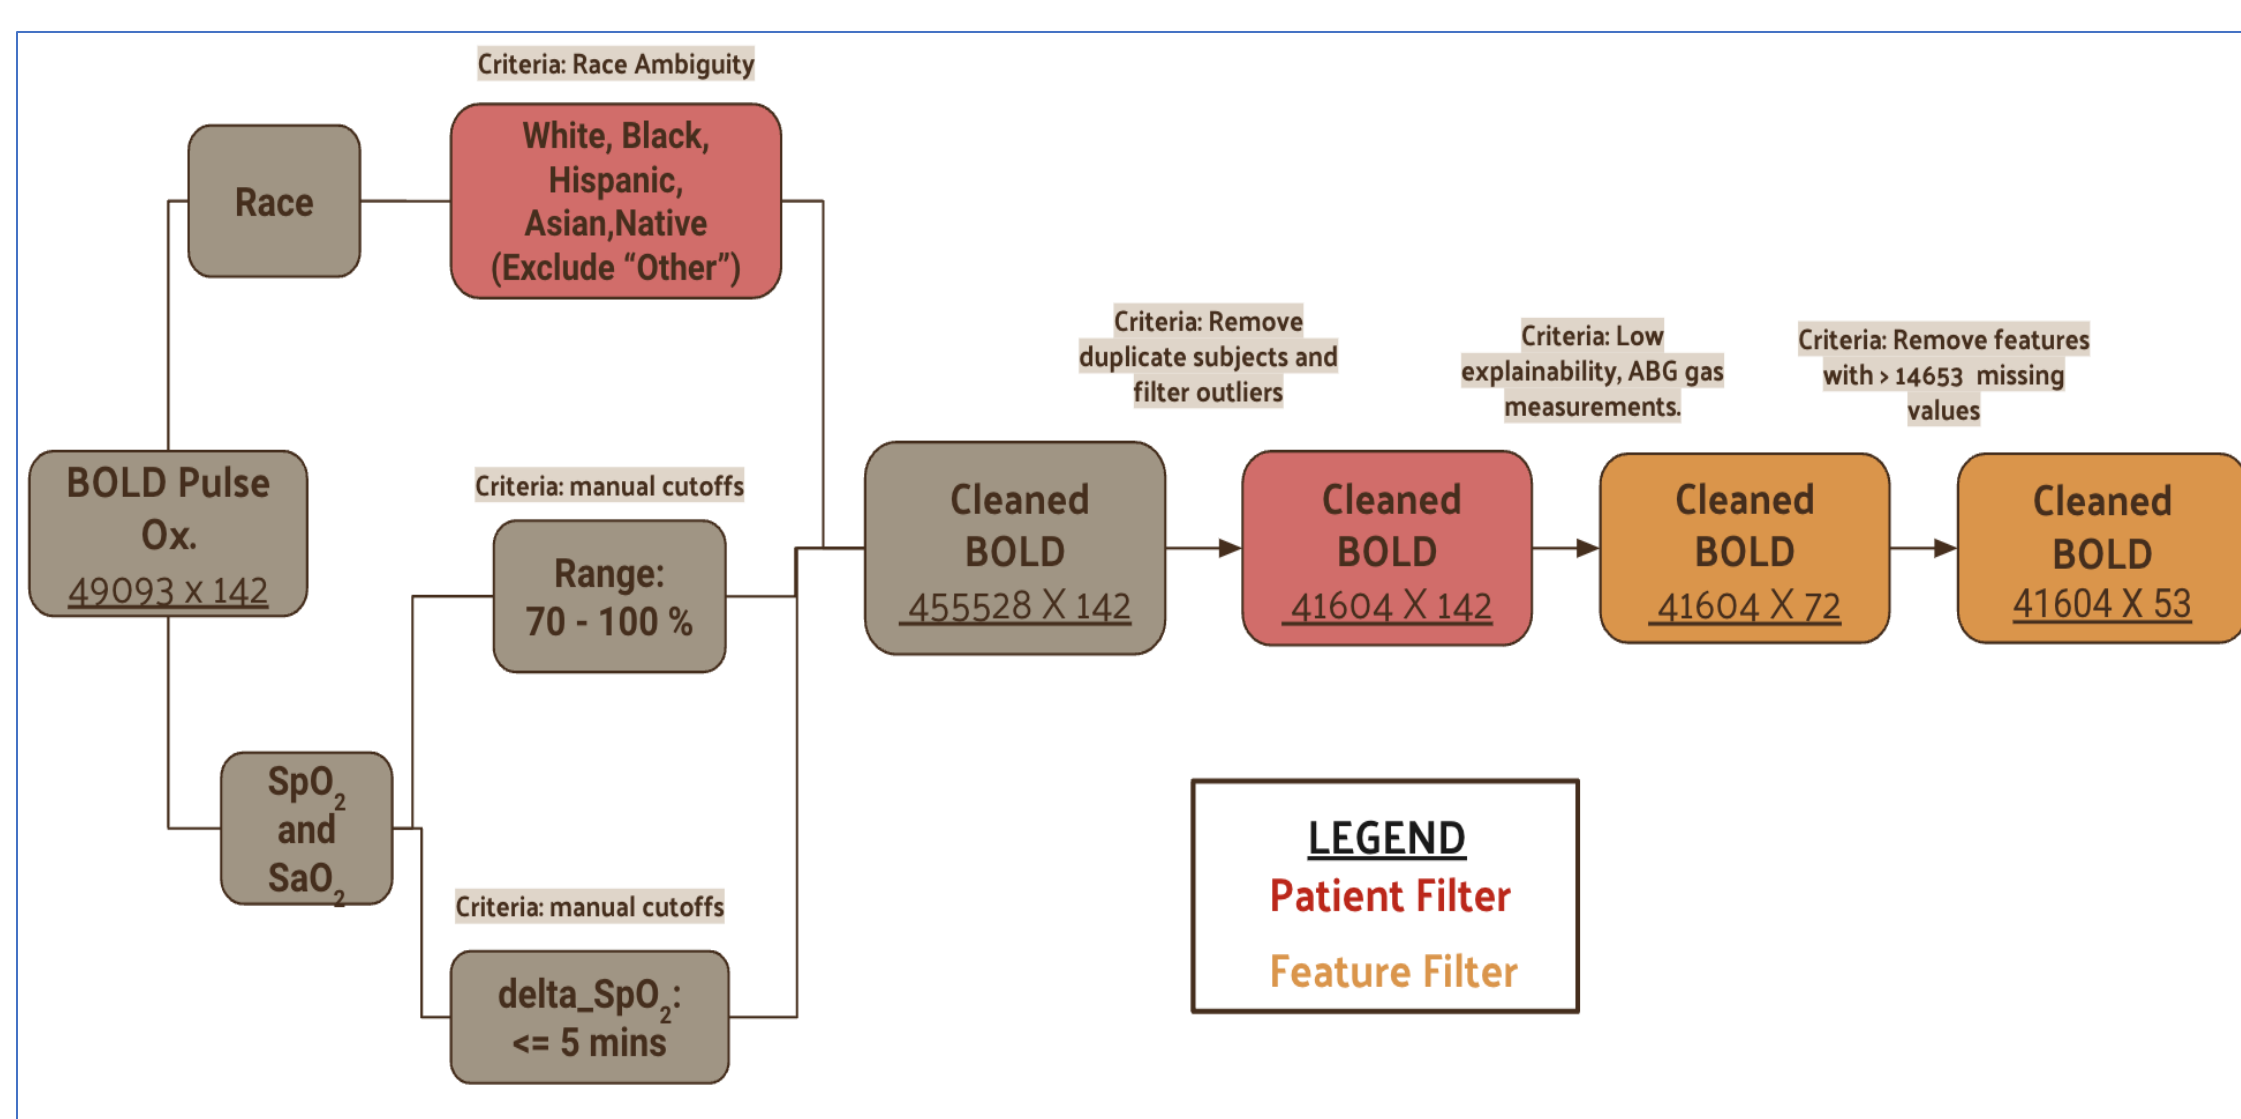 Criteria: Race Ambiguity
White, Black,
Hispanic,
Asian,Native
(Exclude “Other”)
Race
Criteria: Remove
duplicate subjects and
filter outliers
Criteria: Low
explainability, ABG gas
measurements.
Criteria: Remove features
with > 14653 missing
values
BOLD Pulse
Ox.
49093 x 142
Criteria: manual cutoffs
Range:
70 - 100 %
Cleaned
BOLD
455528 X 142
Cleaned
BOLD
41604 X 142
Cleaned
BOLD
41604 X 72
Cleaned
BOLD
41604 X 53
SpO2
and
SaO2
Criteria: manual cutoffs
delta_SpO2:
<= 5 mins
LEGEND
Patient Filter
Feature Filter